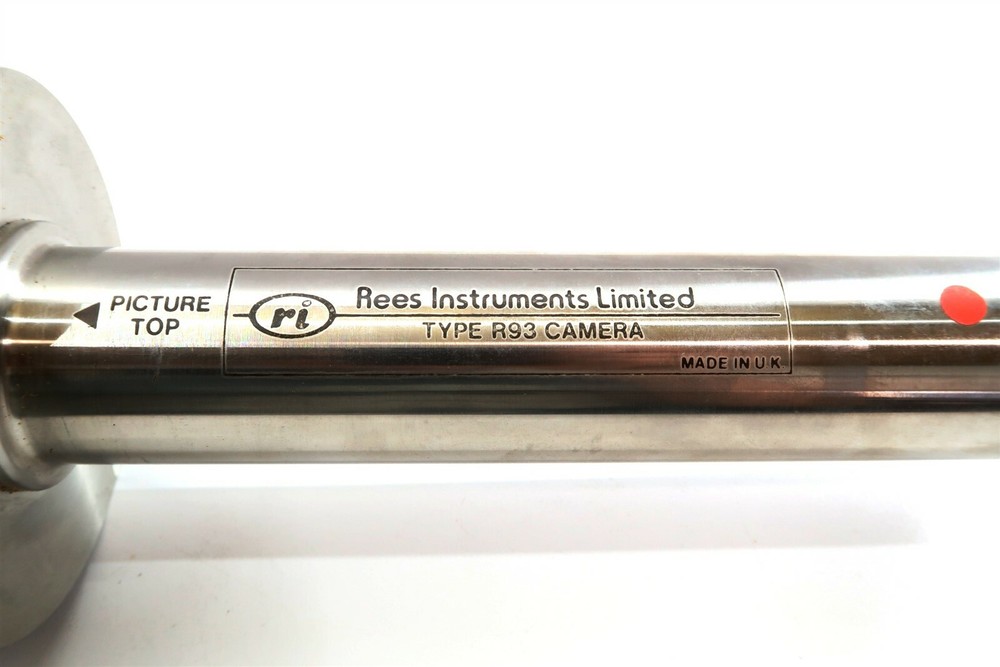 PICTURE
TOP
ri
Rees Instruments Limited
TYPE R93 CAMERA
MADE IN U K